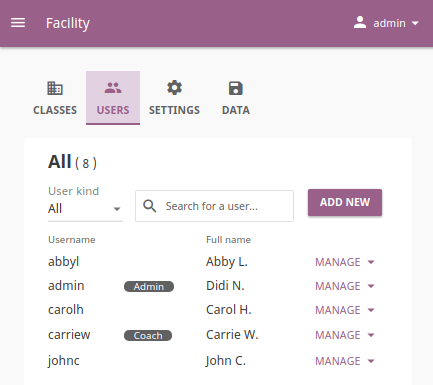 Facility admin
CLASSES USERS SETTINGS DATA
All ( 8 )
User kind
All Search for a user... ADD NEW
Username Full name
abbyl Abby L. MANAGE
admin Admin Didi N. MANAGE
carolh Carol H. MANAGE
carriew Coach Carrie W. MANAGE
johnc John C. MANAGE